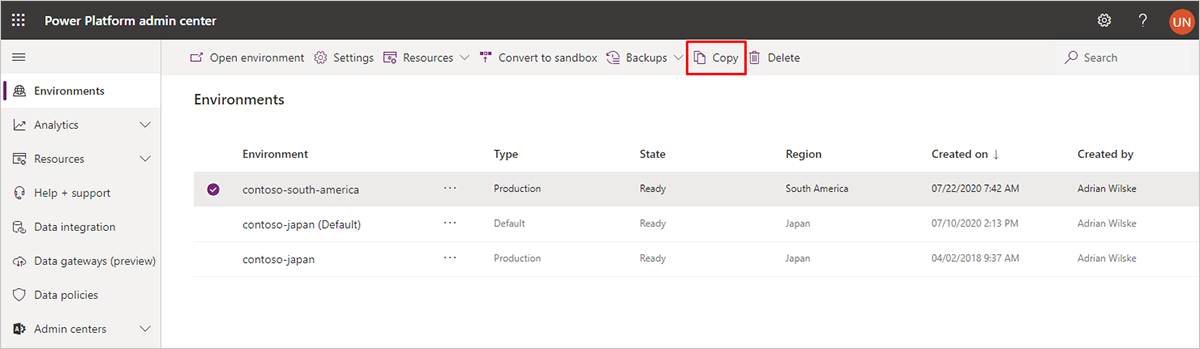 Power Platform admin center
?
UN
Open environment Settings Resources Convert to sandbox Backups Copy Delete Search
Environments
Analytics
Resources
Help + support
Data integration
Data gateways (preview)
Data policies
Admin centers
Environments
Environment Type State Region Created on ↓ Created by
contoso-south-america ··· Production Ready South America 07/22/2020 7:42 AM Adrian Wilske
contoso-japan (Default) ··· Default Ready Japan 07/10/2020 2:13 PM Adrian Wilske
contoso-japan ··· Production Ready Japan 04/02/2018 9:37 AM Adrian Wilske